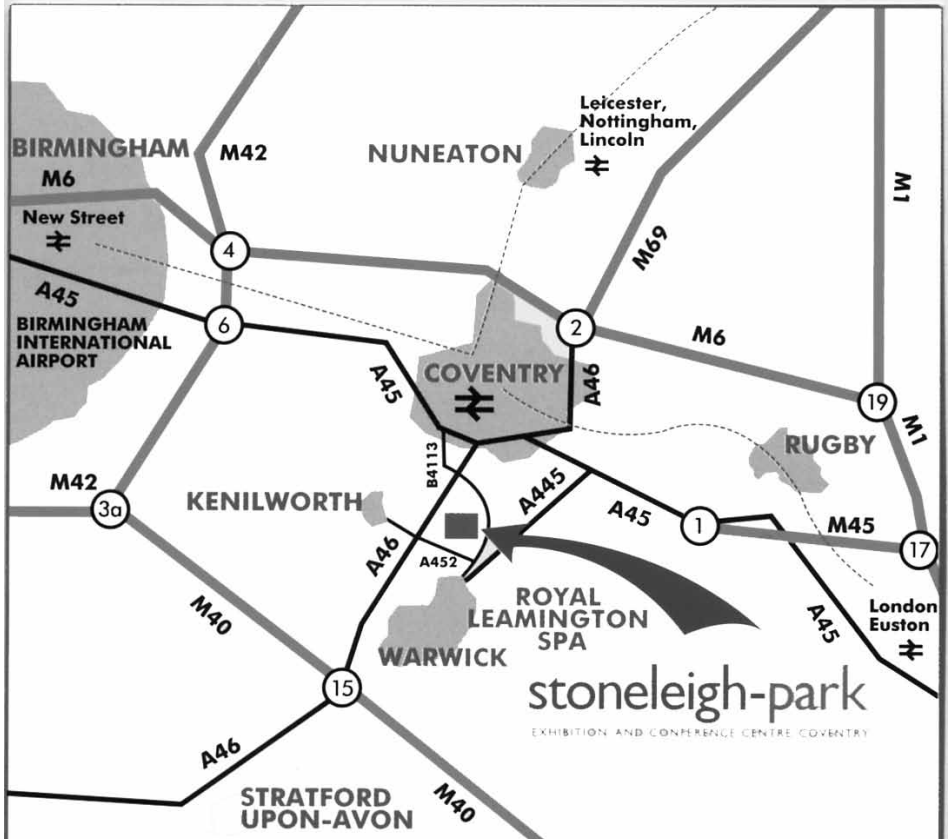 Leicester,
Nottingham,
Lincoln
BIRMINGHAM
M42
NUNEATON
M6
M1
New Street
M69
4
A45
BIRMINGHAM
INTERNATIONAL
AIRPORT
6
2
M6
A45
COVENTRY
A46
19
M1
RUGBY
B4113
M42
3a
KENILWORTH
A445
A45
1
M45
17
A46
A452
M40
ROYAL
LEAMINGTON
SPA
A45
London
Euston
WARWICK
15
stoneleigh-park
EXHIBITION AND CONFERENCE CENTRE COVENTRY
A46
M40
STRATFORD
UPON-AVON